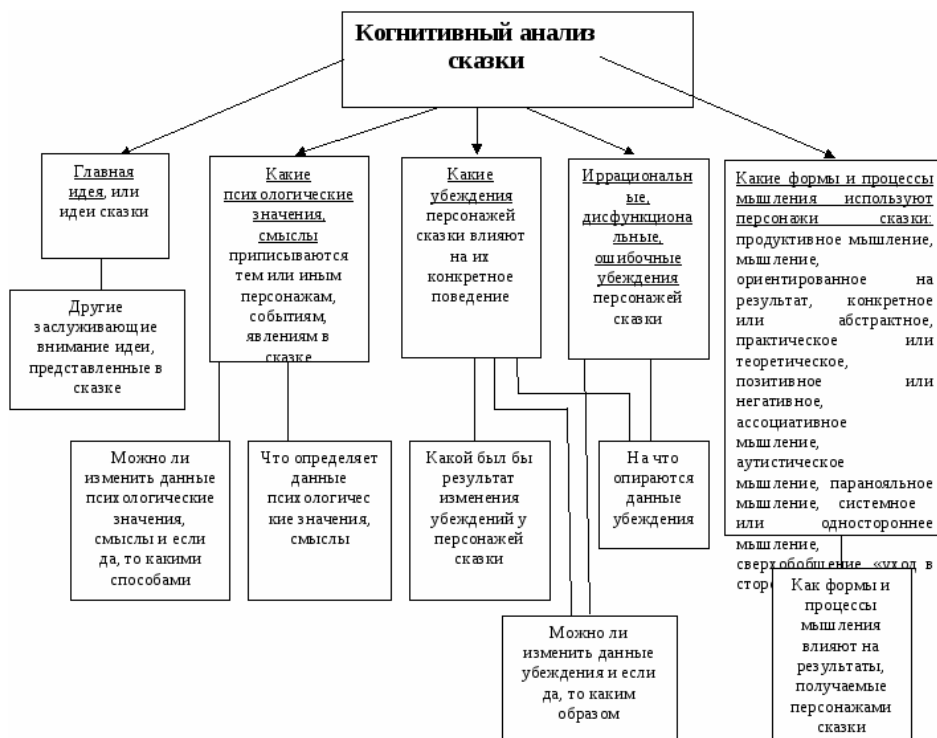 Когнитивный анализ
сказки
Главная
идея, или
идеи сказки
Какие
психологические
значения,
смыслы
приписываются
тем или иным
персонажам,
событиям,
явлениям в
сказке
Какие
убеждения
персонажей
сказки влияют
на их
конкретное
поведение
Иррациональн
ые,
дисфункциона
льные,
ошибочные
убеждения
персонажей
сказки
Какие формы и процессы
мышления используют
персонажи сказки:
продуктивное мышление,
мышление,
ориентированное на
результат, конкретное
или абстрактное,
практическое или
теоретическое,
позитивное или
негативное,
ассоциативное
мышление,
аутистическое
мышление, паранояльное
мышление, системное
или одностороннее
мышление,
сверхобобщение «уход в
Другие
заслуживающие
внимание идеи,
представленные в
сказке
Можно ли
изменить данные
психологические
значения,
смыслы и если
да, то какими
способами
Что определяет
данные
психологичес
кие значения,
смыслы
Какой был бы
результат
изменения
убеждений у
персонажей
сказки
На что
опираются
данные
убеждения
Можно ли
изменить данные
убеждения и если
да, то каким
образом
Как формы и
процессы
мышления
влияют на
результаты,
получаемые
персонажами
сказки